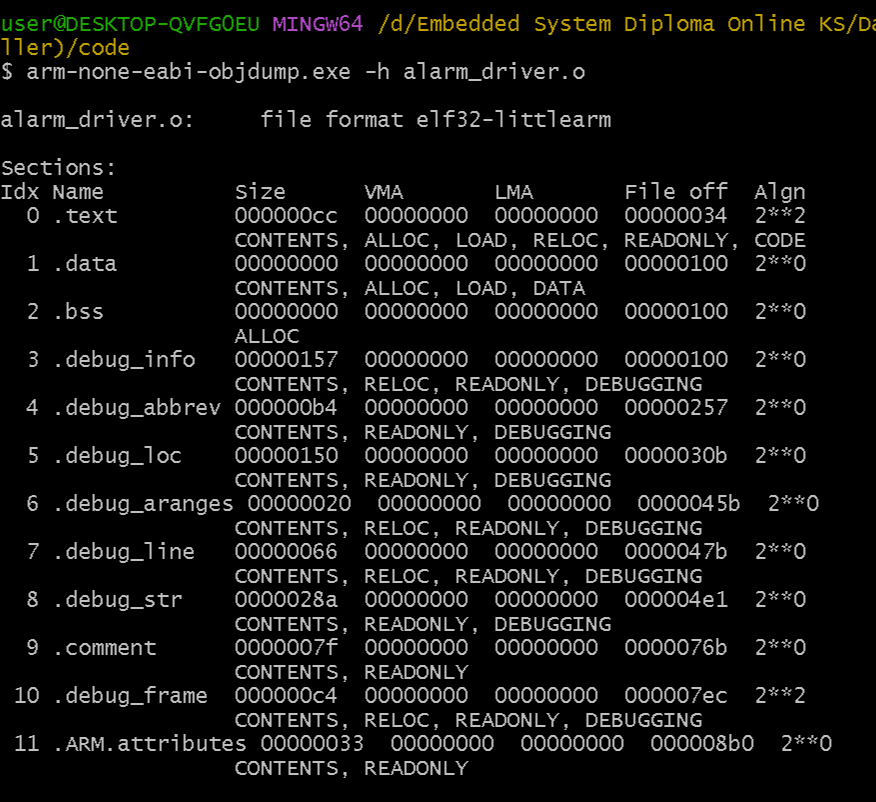 user@DESKTOP-QVFG0EU MINGW64 /d/Embedded System Diploma Online KS/Da
ller)/code
$ arm-none-eabi-objdump.exe -h alarm_driver.o

alarm_driver.o:     file format elf32-littlearm

Sections:
Idx Name          Size      VMA       LMA       File off  Algn
  0 .text         000000cc  00000000  00000000  00000034  2**2
                  CONTENTS, ALLOC, LOAD, RELOC, READONLY, CODE
  1 .data         00000000  00000000  00000000  00000100  2**0
                  CONTENTS, ALLOC, LOAD, DATA
  2 .bss          00000000  00000000  00000000  00000100  2**0
                  ALLOC
  3 .debug_info   00000157  00000000  00000000  00000100  2**0
                  CONTENTS, RELOC, READONLY, DEBUGGING
  4 .debug_abbrev 000000b4  00000000  00000000  00000257  2**0
                  CONTENTS, READONLY, DEBUGGING
  5 .debug_loc    00000150  00000000  00000000  0000030b  2**0
                  CONTENTS, READONLY, DEBUGGING
  6 .debug_aranges 00000020  00000000  00000000  0000045b  2**0
                  CONTENTS, RELOC, READONLY, DEBUGGING
  7 .debug_line   00000066  00000000  00000000  0000047b  2**0
                  CONTENTS, RELOC, READONLY, DEBUGGING
  8 .debug_str    0000028a  00000000  00000000  000004e1  2**0
                  CONTENTS, READONLY, DEBUGGING
  9 .comment      0000007f  00000000  00000000  0000076b  2**0
                  CONTENTS, READONLY
 10 .debug_frame  000000c4  00000000  00000000  000007ec  2**2
                  CONTENTS, RELOC, READONLY, DEBUGGING
 11 .ARM.attributes 00000033  00000000  00000000  000008b0  2**0
                  CONTENTS, READONLY